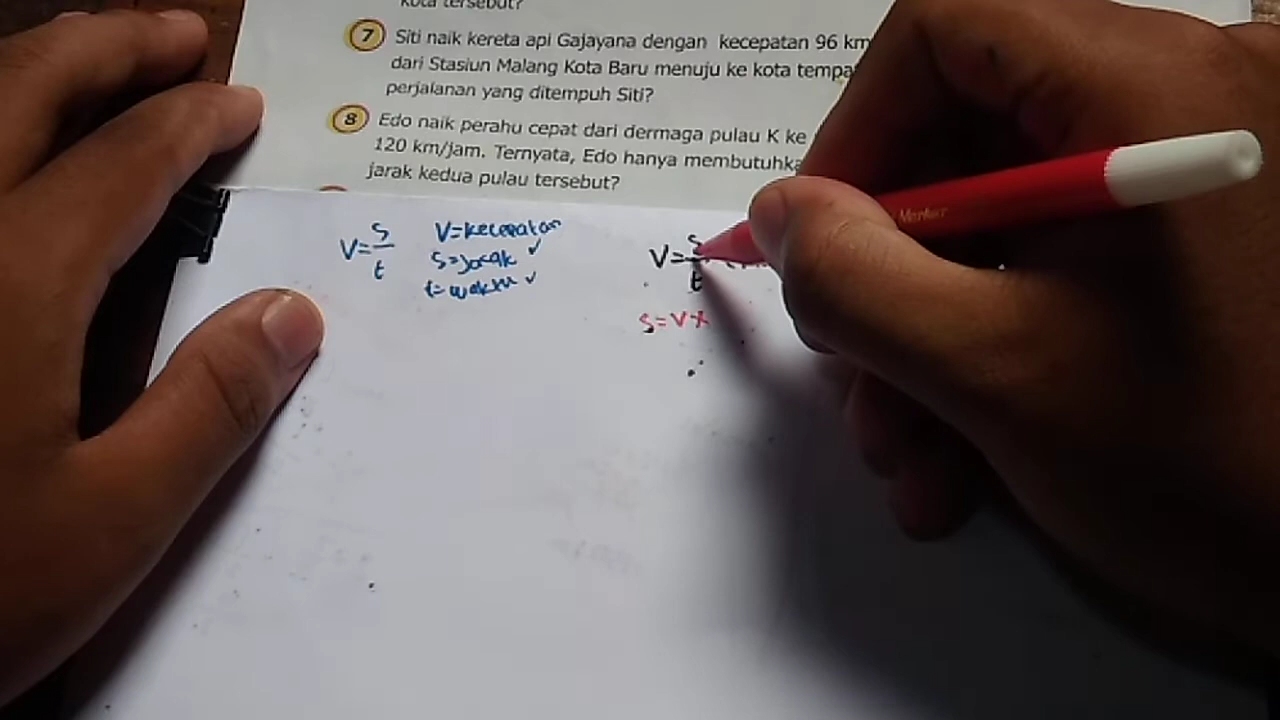 kota tersebut?
7 Siti naik kereta api Gajayana dengan kecepatan 96 km
dari Stasiun Malang Kota Baru menuju ke kota tempa
perjalanan yang ditempuh Siti?
8 Edo naik perahu cepat dari dermaga pulau K ke
120 km/jam. Ternyata, Edo hanya membutuhka
jarak kedua pulau tersebut?
V=s/t
V=kecepatan
s=jarak ✓
t=waktu ✓
V=s/t
s=Vx
Marker